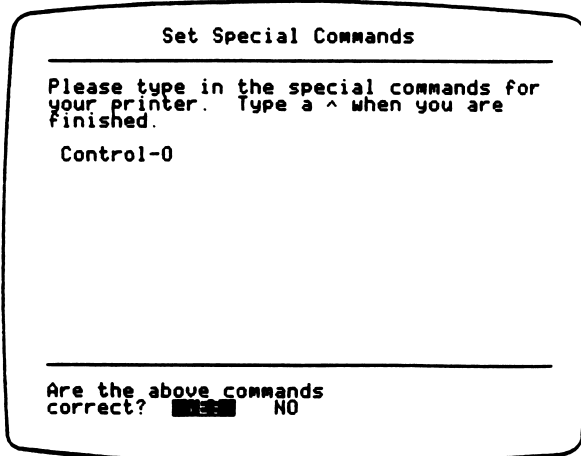 Set Special Commands
Please type in the special commands for
your printer. Type a ^ when you are
finished.
Control-O
Are the above commands
correct? YES NO